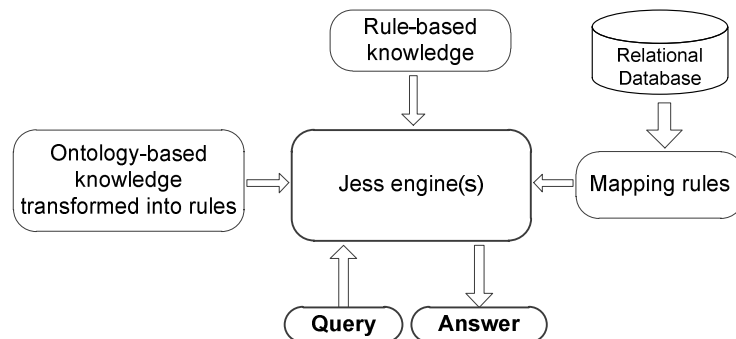 Rule-based
knowledge
Relational
Database
Ontology-based
knowledge
transformed into rules
Jess engine(s)
Mapping rules
Query
Answer